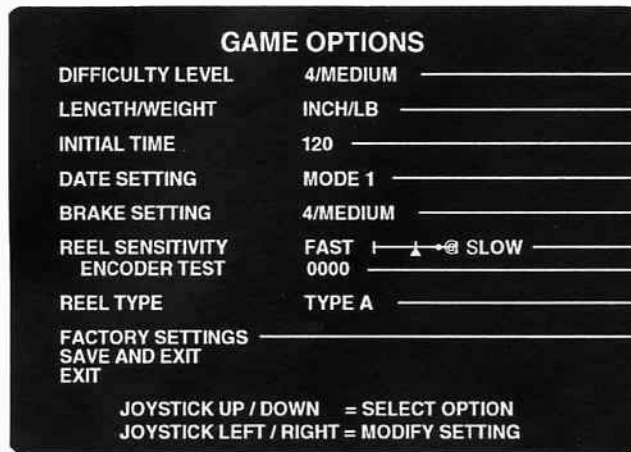 GAME OPTIONS
DIFFICULTY LEVEL 4/MEDIUM
LENGTH/WEIGHT INCH/LB
INITIAL TIME 120
DATE SETTING MODE 1
BRAKE SETTING 4/MEDIUM
REEL SENSITIVITY FAST SLOW
ENCODER TEST 0000
REEL TYPE TYPE A
FACTORY SETTINGS
SAVE AND EXIT
EXIT
JOYSTICK UP / DOWN = SELECT OPTION
JOYSTICK LEFT / RIGHT = MODIFY SETTING